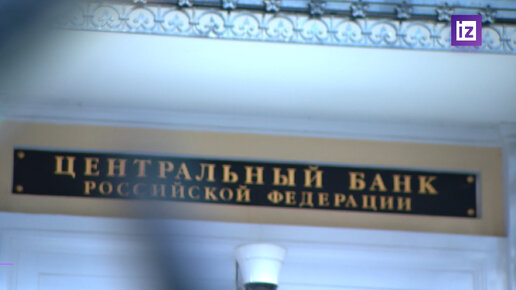 iz
ЦЕНТРАЛЬНЫЙ БАНК
РОССИЙСКОЙ ФЕДЕРАЦИИ